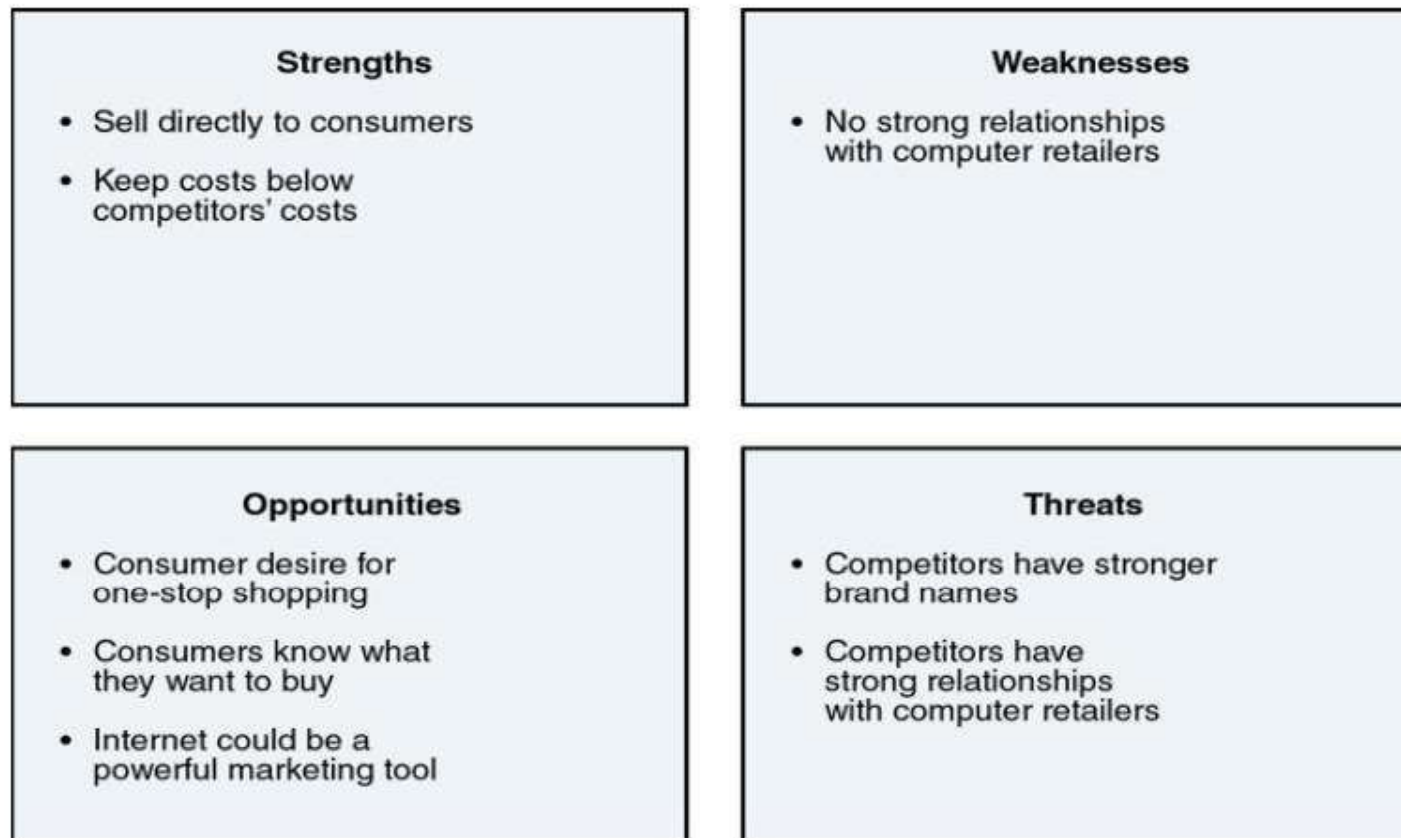 Strengths
• Sell directly to consumers
• Keep costs below
competitors' costs
Weaknesses
• No strong relationships
with computer retailers
Opportunities
• Consumer desire for
one-stop shopping
• Consumers know what
they want to buy
• Internet could be a
powerful marketing tool
Threats
• Competitors have stronger
brand names
• Competitors have
strong relationships
with computer retailers